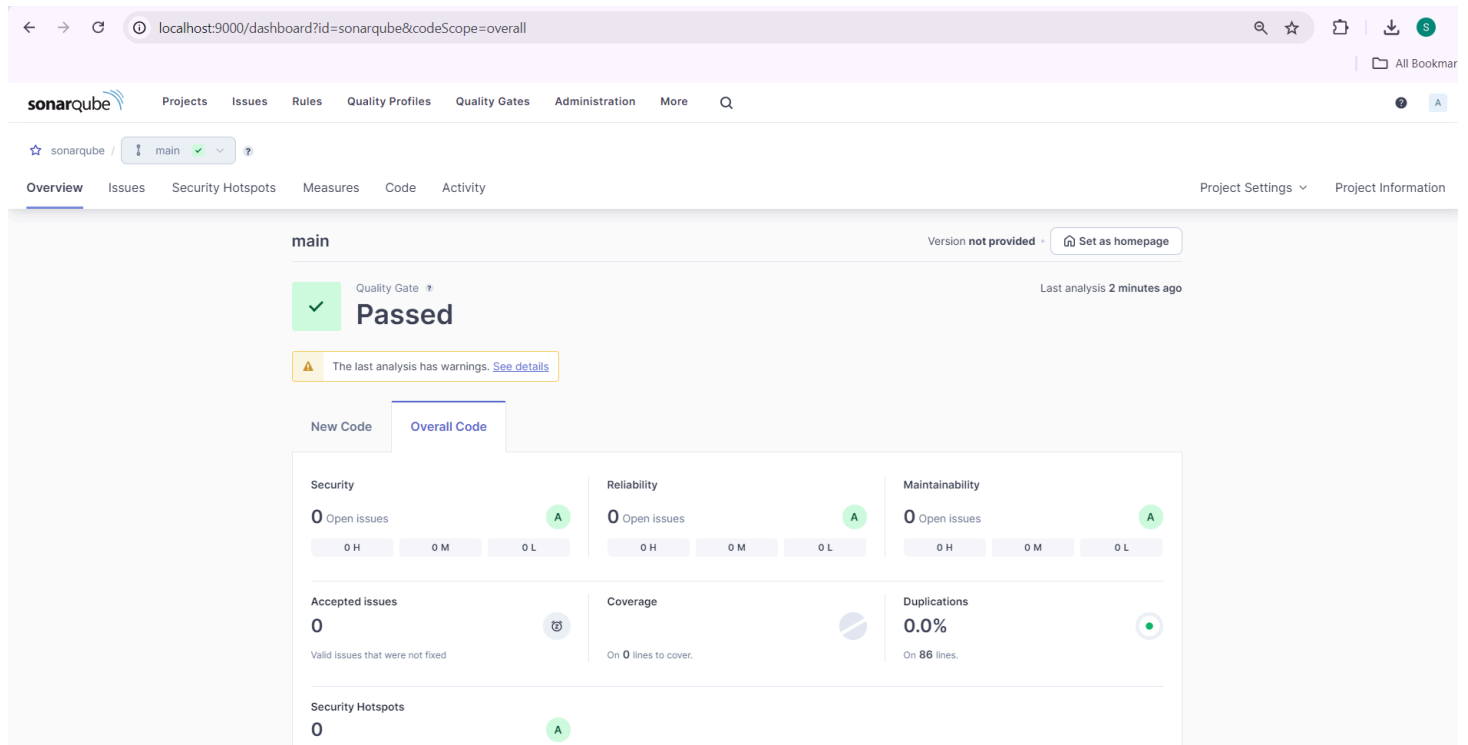 localhost:9000/dashboard?id=sonarqube&codeScope=overall
S
All Bookmar
sonarqube Projects Issues Rules Quality Profiles Quality Gates Administration More ? A
sonarqube / main ?
Overview Issues Security Hotspots Measures Code Activity Project Settings Project Information
main Version not provided • Set as homepage
Quality Gate ? Last analysis 2 minutes ago
Passed
The last analysis has warnings. See details
New Code Overall Code
Security Reliability Maintainability
0 Open issues A 0 Open issues A 0 Open issues A
0 H 0 M 0 L 0 H 0 M 0 L 0 H 0 M 0 L
Accepted issues Coverage Duplications
0 0.0%
Valid issues that were not fixed On 0 lines to cover. On 86 lines.
Security Hotspots
0 A